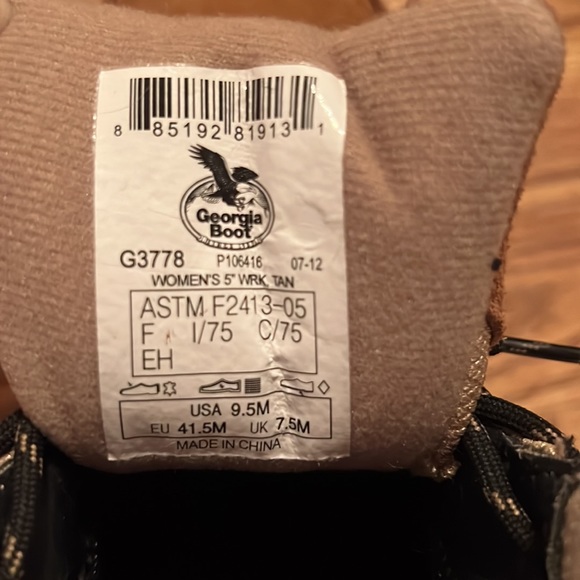 8 85192 81913 1
Georgia
Boot
G3778 P106416 07-12
WOMEN'S 5" WRK, TAN
ASTM F2413-05
F I/75 C/75
EH
USA 9.5M
EU 41.5M UK 7.5M
MADE IN CHINA